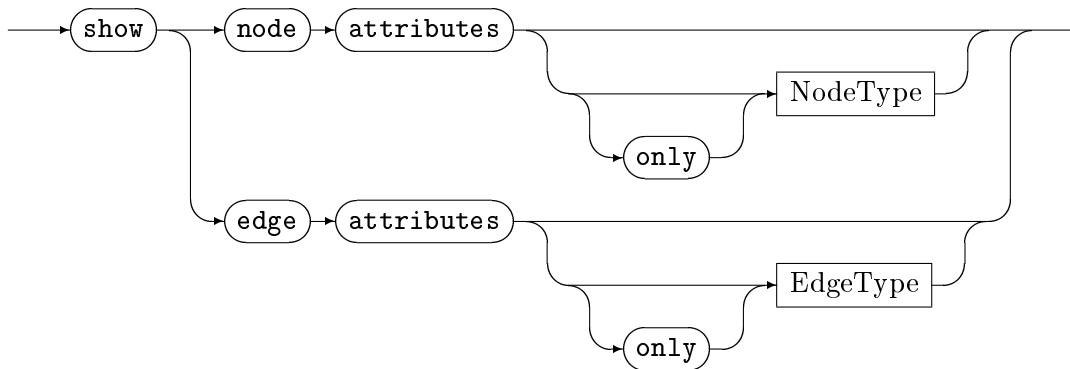 show node attributes
NodeType
only
edge attributes
EdgeType
only